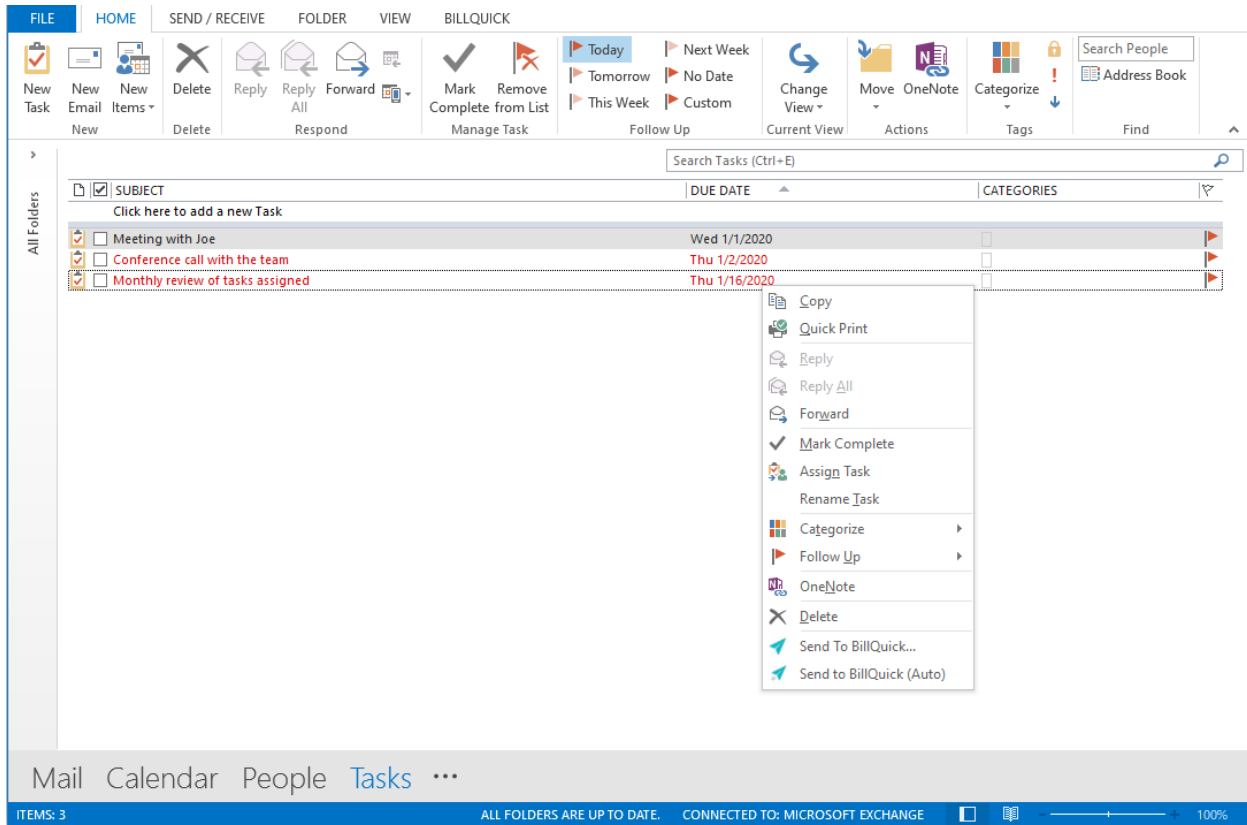 FILE HOME SEND / RECEIVE FOLDER VIEW BILLQUICK
New Task
New Email
New Items
New
Delete
Delete
Reply
Reply All
Forward
Respond
Mark Complete
Remove from List
Manage Task
Today
Tomorrow
This Week
Next Week
No Date
Custom
Follow Up
Change View
Current View
Move
OneNote
Actions
Categorize
Tags
Search People
Address Book
Find
All Folders
Search Tasks (Ctrl+E)
SUBJECT DUE DATE CATEGORIES
Click here to add a new Task
Meeting with Joe Wed 1/1/2020
Conference call with the team Thu 1/2/2020
Monthly review of tasks assigned Thu 1/16/2020
Copy
Quick Print
Reply
Reply All
Forward
Mark Complete
Assign Task
Rename Task
Categorize
Follow Up
OneNote
Delete
Send To BillQuick...
Send to BillQuick (Auto)
Mail Calendar People Tasks ...
ITEMS: 3 ALL FOLDERS ARE UP TO DATE. CONNECTED TO: MICROSOFT EXCHANGE 100%